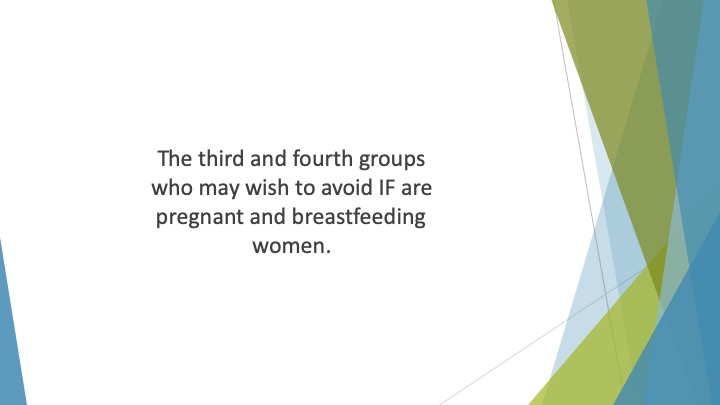 The third and fourth groups
who may wish to avoid IF are
pregnant and breastfeeding
women.